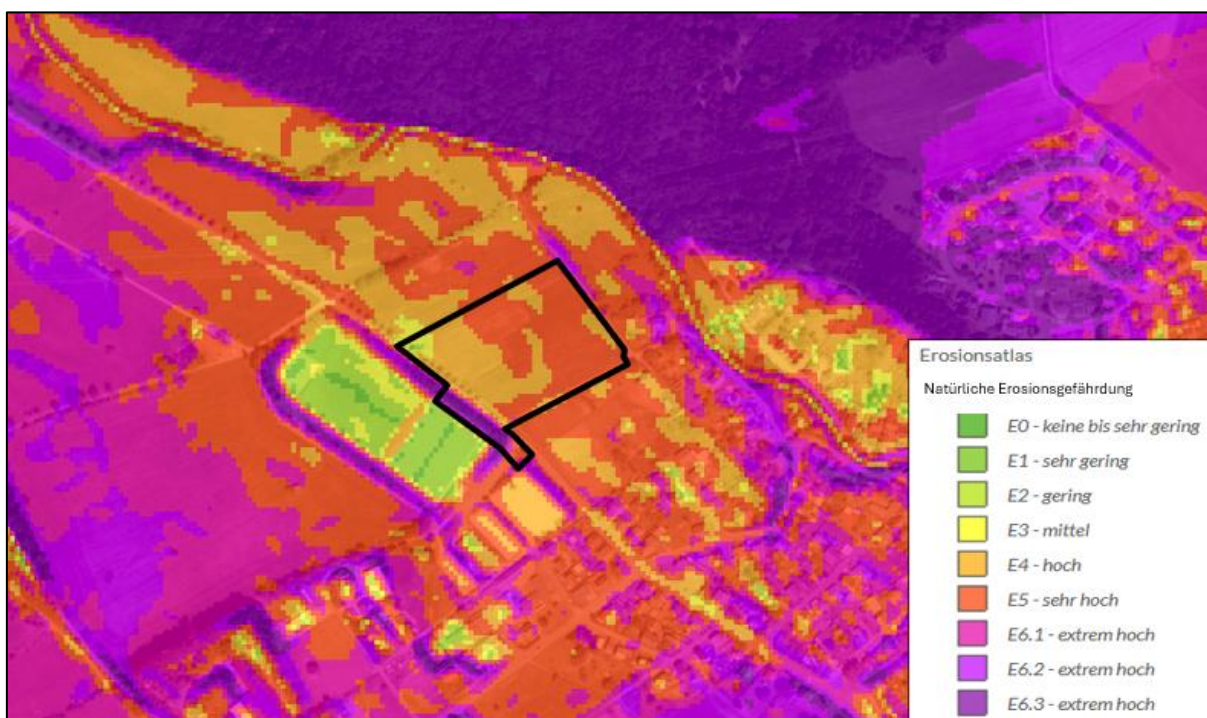 Erosionsatlas
Natürliche Erosionsgefährdung
E0 - keine bis sehr gering
E1 - sehr gering
E2 - gering
E3 - mittel
E4 - hoch
E5 - sehr hoch
E6.1 - extrem hoch
E6.2 - extrem hoch
E6.3 - extrem hoch